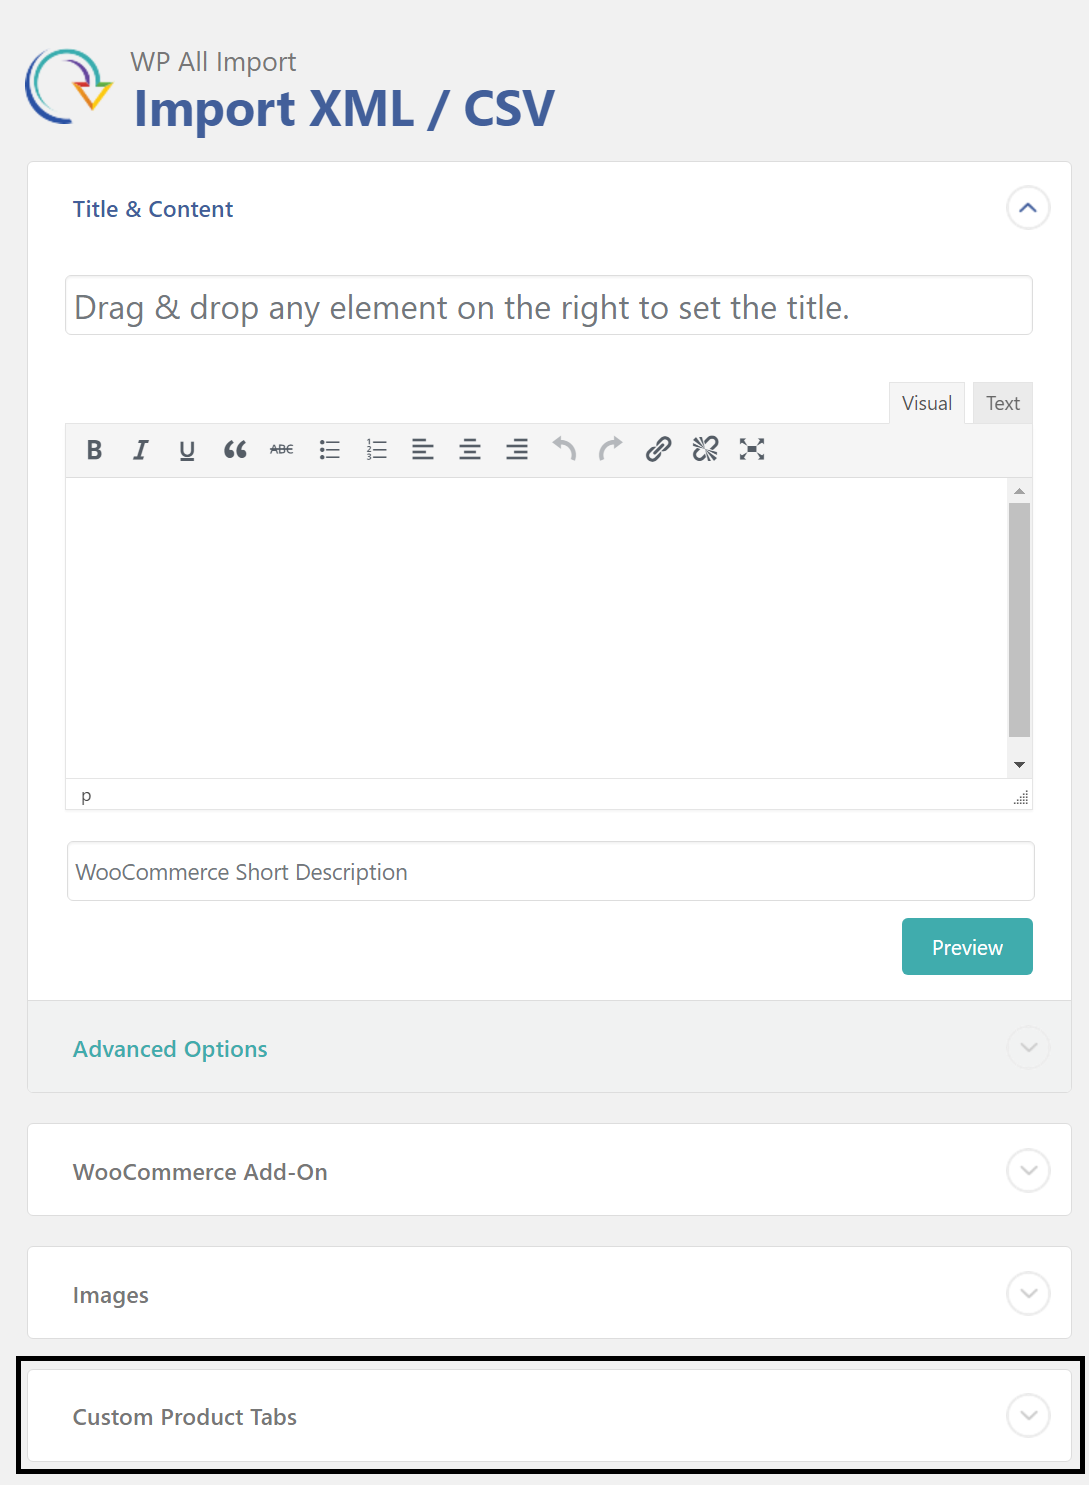 WP All Import
Import XML / CSV
Title & Content
Drag & drop any element on the right to set the title.
Visual Text
B I U ABC
p
WooCommerce Short Description
Preview
Advanced Options
WooCommerce Add-On
Images
Custom Product Tabs